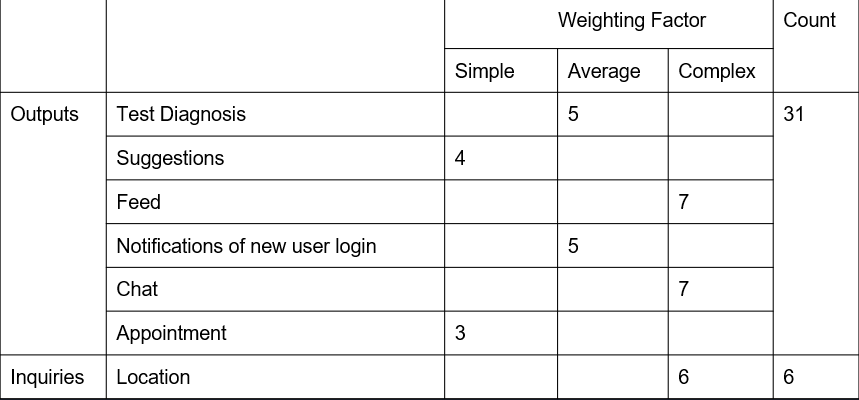 Weighting Factor Count
Simple Average Complex
Outputs Test Diagnosis 5 31
Suggestions 4
Feed 7
Notifications of new user login 5
Chat 7
Appointment 3
Inquiries Location 6 6